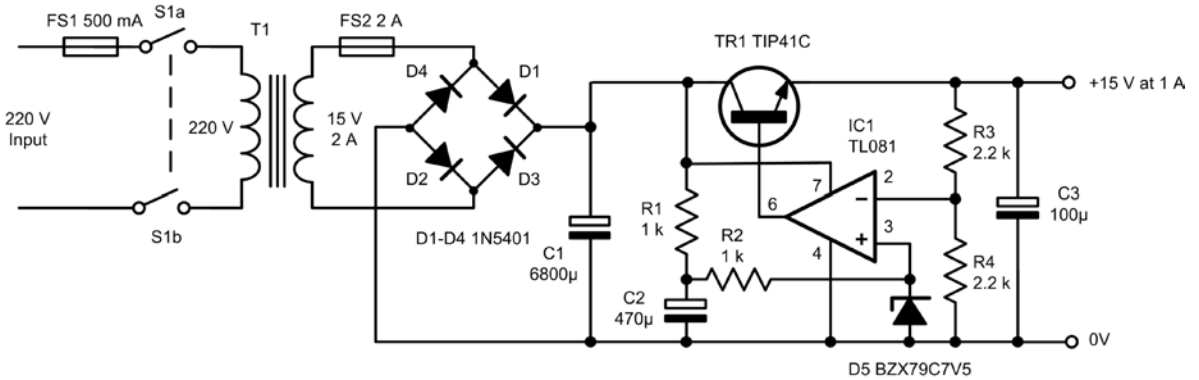 FS1 500 mA
S1a
T1
FS2 2 A
TR1 TIP41C
D4
D1
+15 V at 1 A
220 V
Input
220 V
15 V
2 A
IC1
TL081
R3
2.2 k
D2
D3
7
2
6
3
4
R1
1 k
R2
1 k
C3
100µ
S1b
D1-D4 1N5401
C1
6800µ
R4
2.2 k
C2
470µ
0V
D5 BZX79C7V5